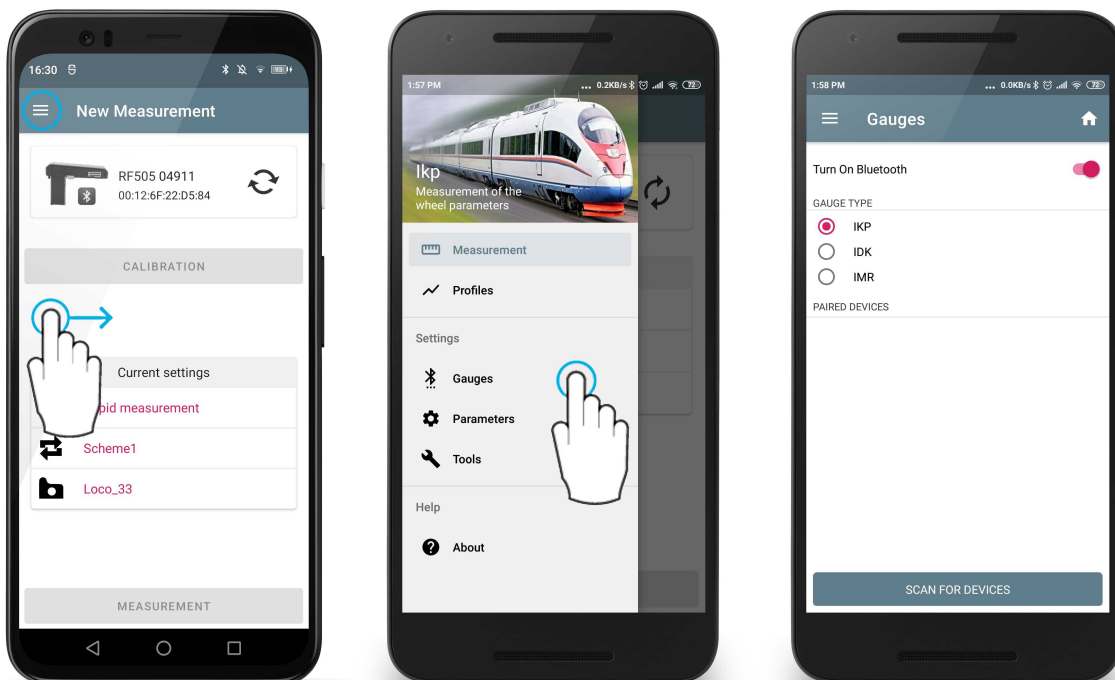 16:30
93
New Measurement
RF505 04911
00:12:6F:22:D5:84
CALIBRATION
Current settings
pid measurement
Scheme1
Loco_33
MEASUREMENT
1:57 PM ... 0.2KB/s 72
Ikp
Measurement of the
wheel parameters
Measurement
Profiles
Settings
Gauges
Parameters
Tools
Help
About
1:58 PM ... 0.0KB/s 72
Gauges
Turn On Bluetooth
GAUGE TYPE
IKP
IDK
IMR
PAIRED DEVICES
SCAN FOR DEVICES